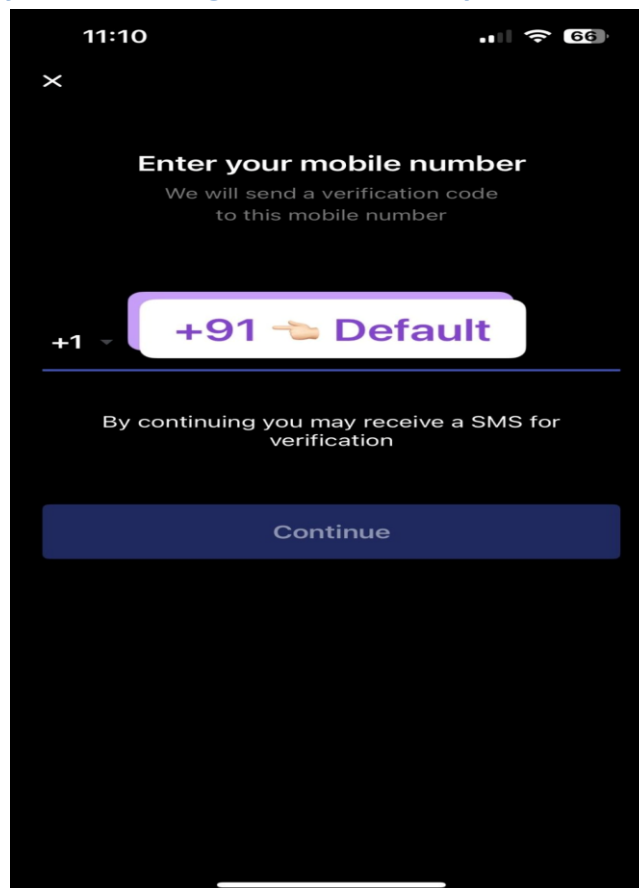 11:10
66
×
Enter your mobile number
We will send a verification code
to this mobile number
+91 👈🏻 Default
+1
By continuing you may receive a SMS for
verification
Continue